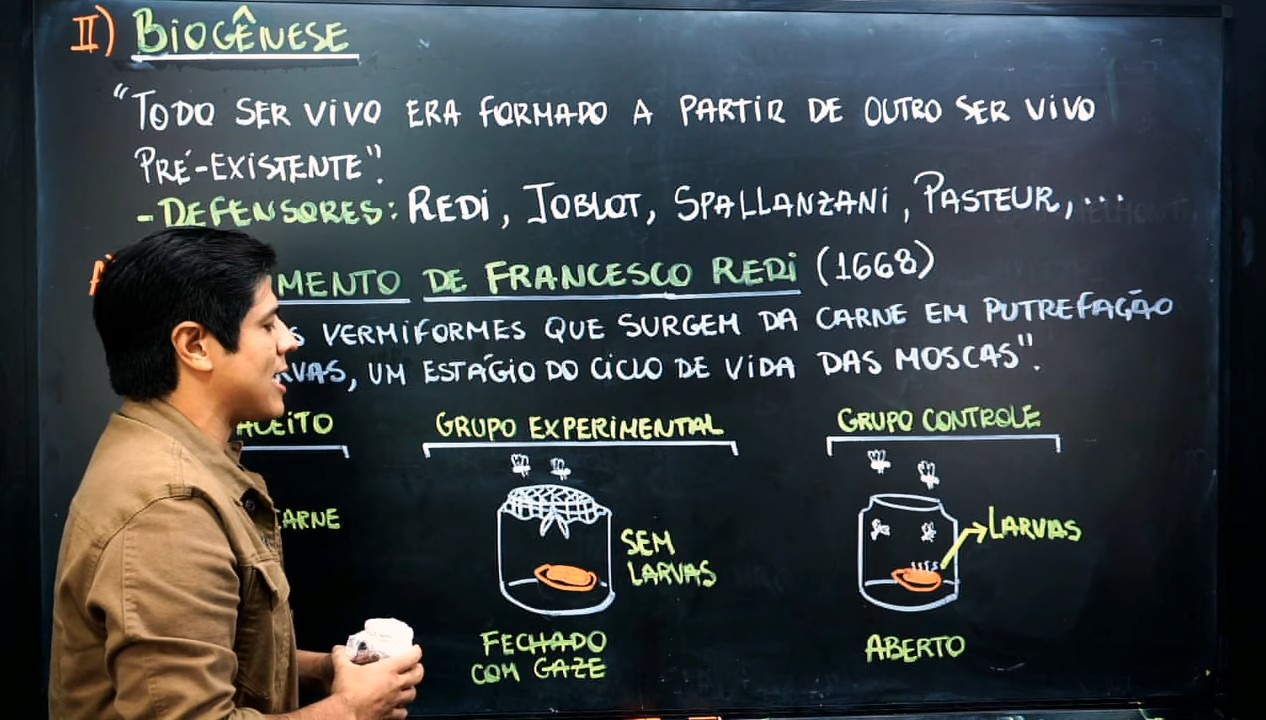 II) BIOGÊNESE
"TODO SER VIVO ERA FORMADO A PARTIR DE OUTRO SER VIVO
PRÉ-EXISTENTE".
- DEFENSORES: REDI, JOBLOT, SPALLANZANI, PASTEUR, ...
MENTO DE FRANCESCO REDI (1668)
S VERMIFORMES QUE SURGEM DA CARNE EM PUTREFAÇÃO
RVAS, UM ESTÁGIO DO CICLO DE VIDA DAS MOSCAS".
EITO GRUPO EXPERIMENTAL GRUPO CONTROLE
CARNE
SEM
LARVAS
LARVAS
FECHADO
COM GAZE
ABERTO